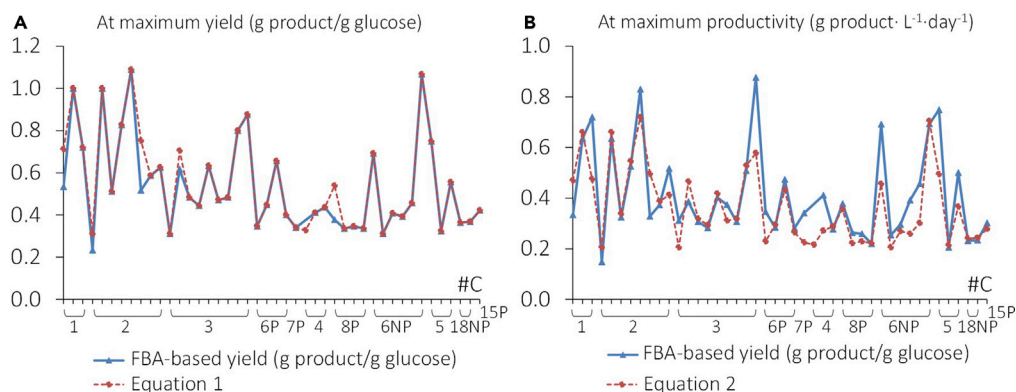 A At maximum yield (g product/g glucose)
1.2
1.0
0.8
0.6
0.4
0.2
0.0
#C
1 2 3 6P 7P 4 8P 6NP 5 18NP 15P
FBA-based yield (g product/g glucose)
Equation 1
B At maximum productivity (g product· L⁻¹·day⁻¹)
1.0
0.8
0.6
0.4
0.2
0.0
#C
1 2 3 6P 7P 4 8P 6NP 5 18NP 15P
FBA-based yield (g product/g glucose)
Equation 2